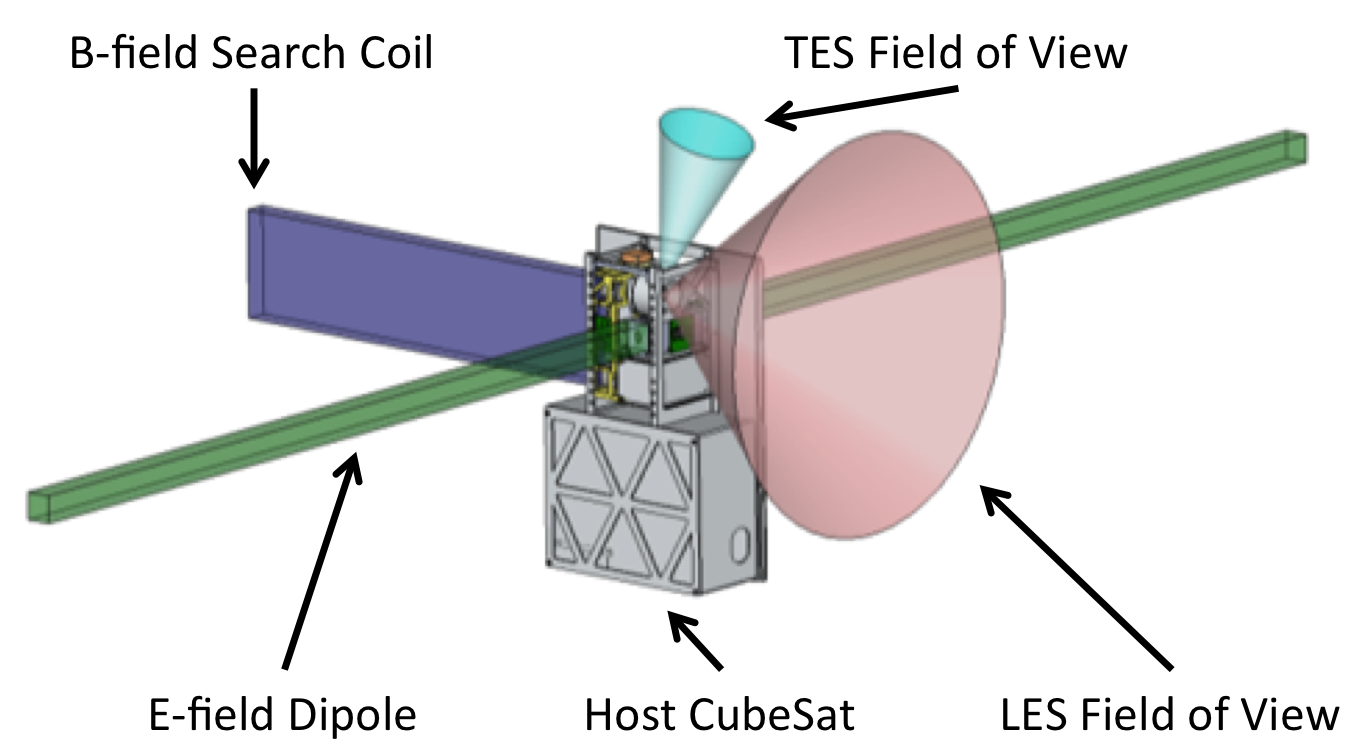 B-field Search Coil
TES Field of View
E-field Dipole
Host CubeSat
LES Field of View